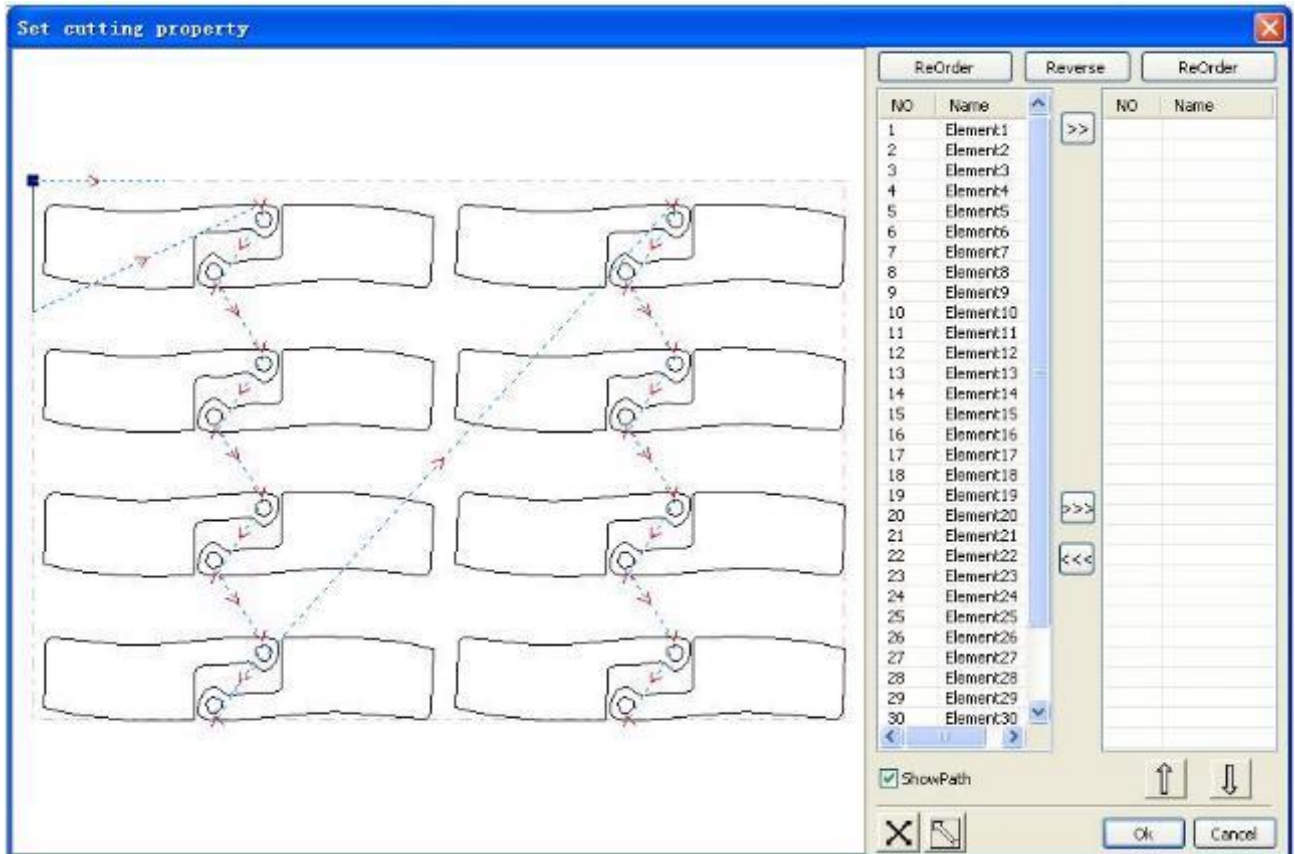 Set cutting property
ReOrder Reverse ReOrder
NO Name NO Name
1 Element1 >>
2 Element2
3 Element3
4 Element4
5 Element5
6 Element6
7 Element7
8 Element8
9 Element9
10 Element10
11 Element11
12 Element12
13 Element13
14 Element14
15 Element15
16 Element16
17 Element17
18 Element18
19 Element19
20 Element20 >>>
21 Element21
22 Element22 <<<
23 Element23
24 Element24
25 Element25
26 Element26
27 Element27
28 Element28
29 Element29
30 Element30
ShowPath
Ok Cancel